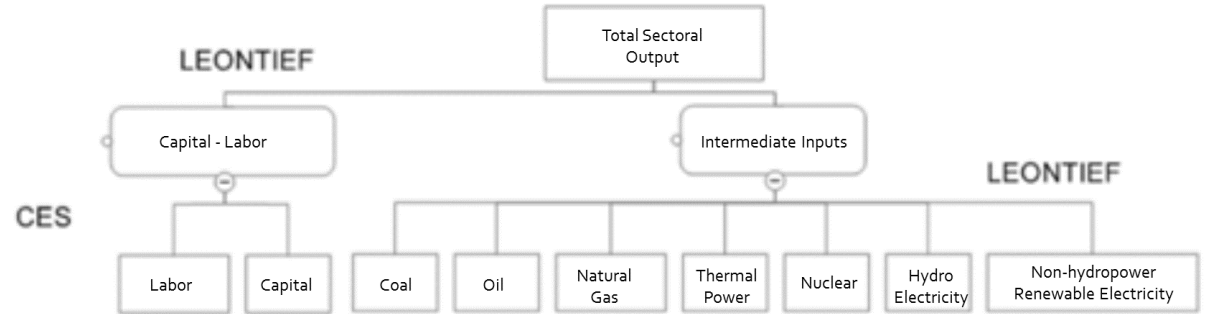 Total Sectoral
Output
LEONTIEF
Capital - Labor
Intermediate Inputs
LEONTIEF
CES
Labor
Capital
Coal
Oil
Natural
Gas
Thermal
Power
Nuclear
Hydro
Electricity
Non-hydropower
Renewable Electricity